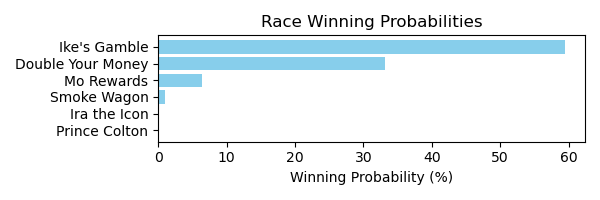 Race Winning Probabilities
Ike's Gamble
Double Your Money
Mo Rewards
Smoke Wagon
Ira the Icon
Prince Colton
0 10 20 30 40 50 60
Winning Probability (%)